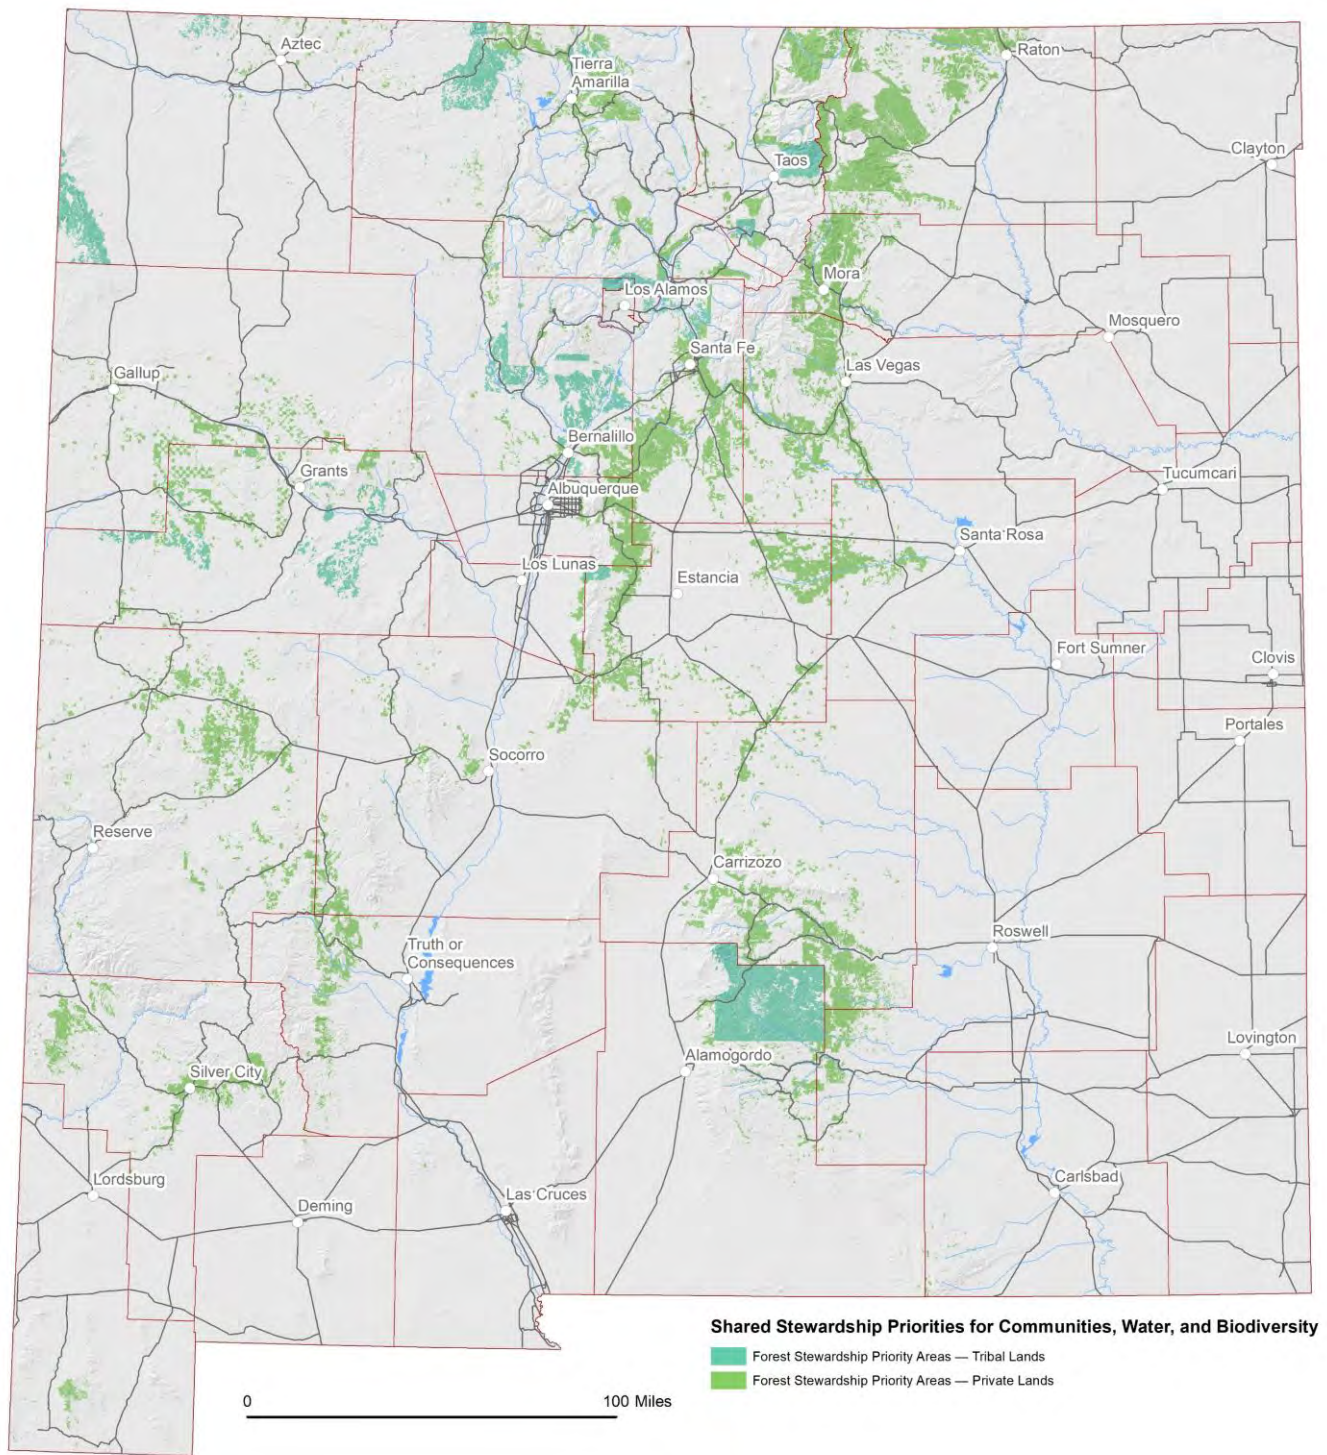 Aztec
Raton
Tierra
Amarilla
Clayton
Taos
Mora
Los Alamos
Mosquero
Santa Fe
Las Vegas
Gallup
Bernalillo
Grants
Tucumcari
Albuquerque
Santa Rosa
Los Lunas
Estancia
Fort Sumner
Clovis
Portales
Socorro
Reserve
Carrizozo
Roswell
Truth or
Consequences
Lovington
Alamogordo
Silver City
Carlsbad
Lordsburg
Las Cruces
Deming
Shared Stewardship Priorities for Communities, Water, and Biodiversity
Forest Stewardship Priority Areas — Tribal Lands
Forest Stewardship Priority Areas — Private Lands
0 100 Miles